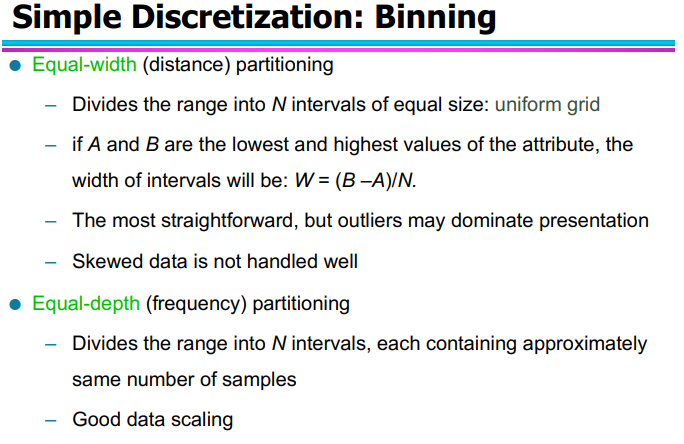 Simple Discretization: Binning
● Equal-width (distance) partitioning
– Divides the range into N intervals of equal size: uniform grid
– if A and B are the lowest and highest values of the attribute, the
width of intervals will be: W = (B –A)/N.
– The most straightforward, but outliers may dominate presentation
– Skewed data is not handled well
● Equal-depth (frequency) partitioning
– Divides the range into N intervals, each containing approximately
same number of samples
– Good data scaling